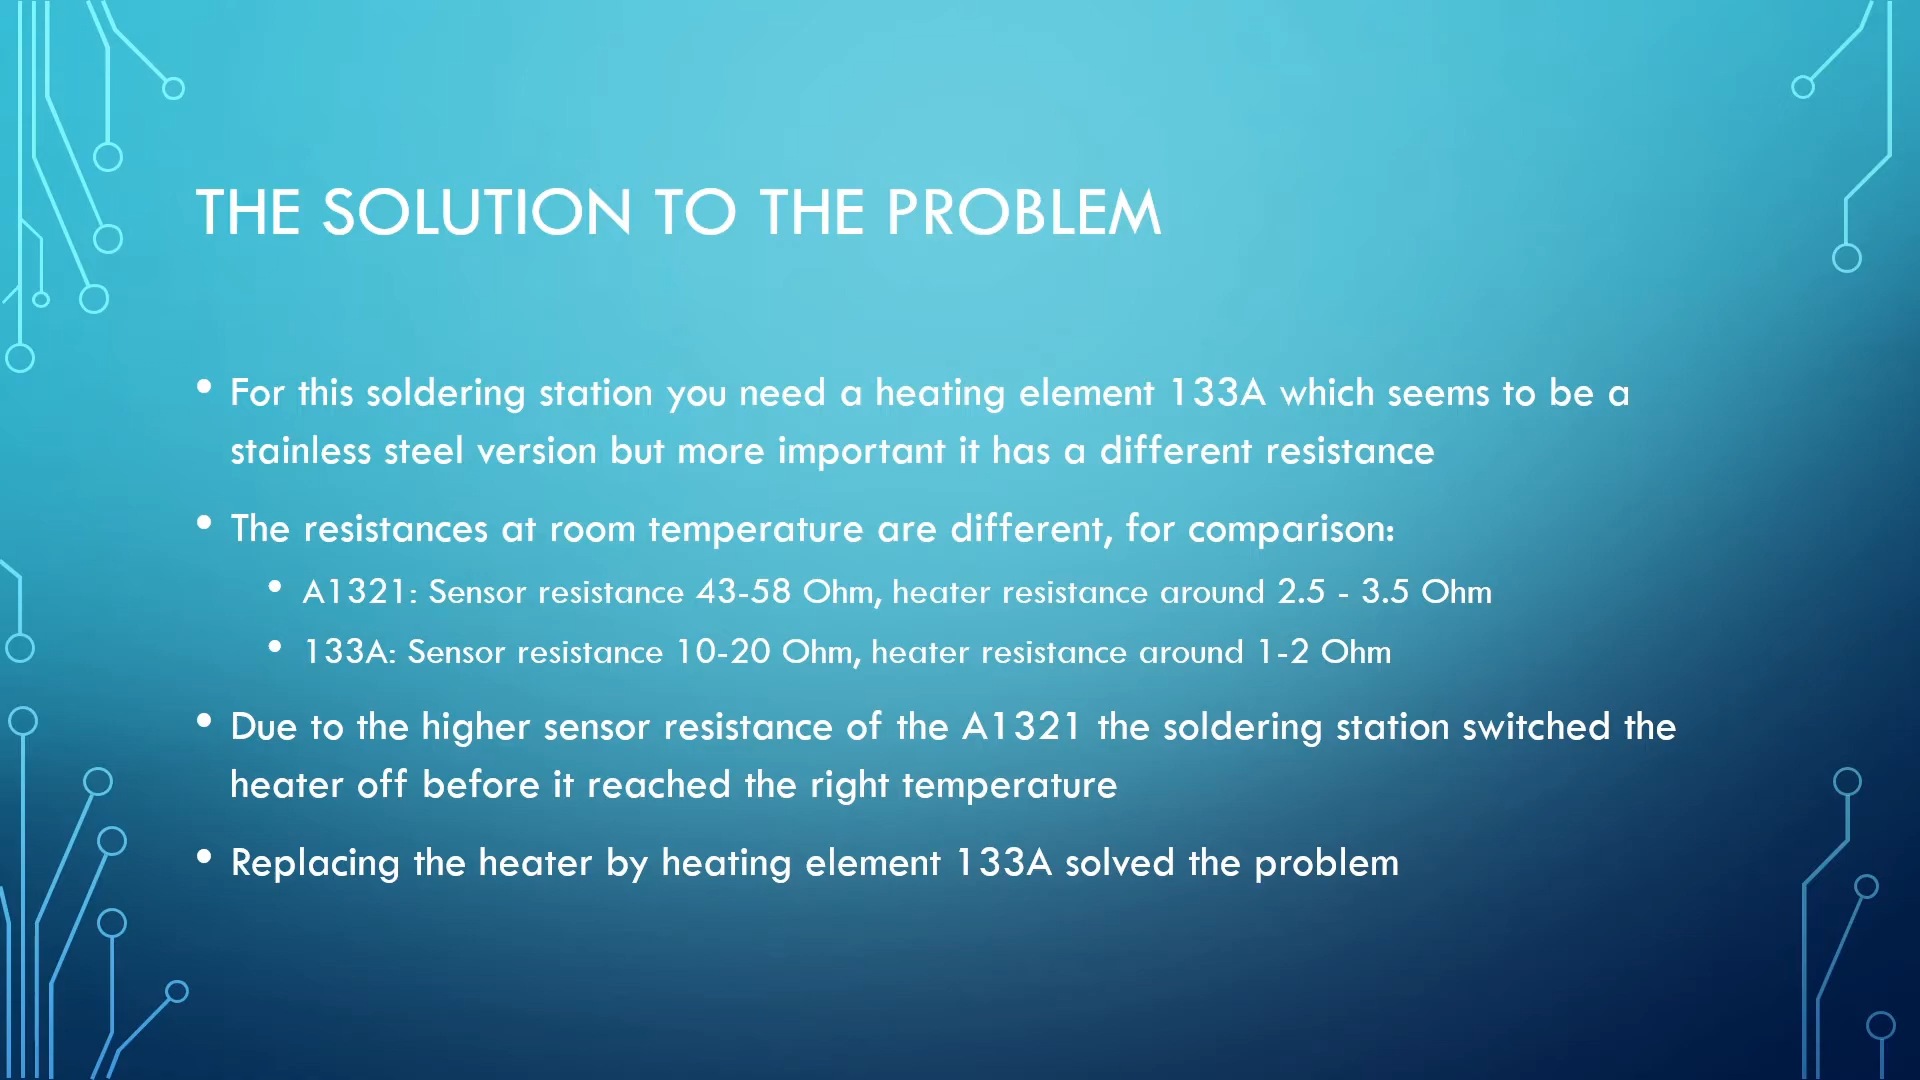 THE SOLUTION TO THE PROBLEM
• For this soldering station you need a heating element 133A which seems to be a
stainless steel version but more important it has a different resistance
• The resistances at room temperature are different, for comparison:
• A1321: Sensor resistance 43-58 Ohm, heater resistance around 2.5 - 3.5 Ohm
• 133A: Sensor resistance 10-20 Ohm, heater resistance around 1-2 Ohm
• Due to the higher sensor resistance of the A1321 the soldering station switched the
heater off before it reached the right temperature
• Replacing the heater by heating element 133A solved the problem